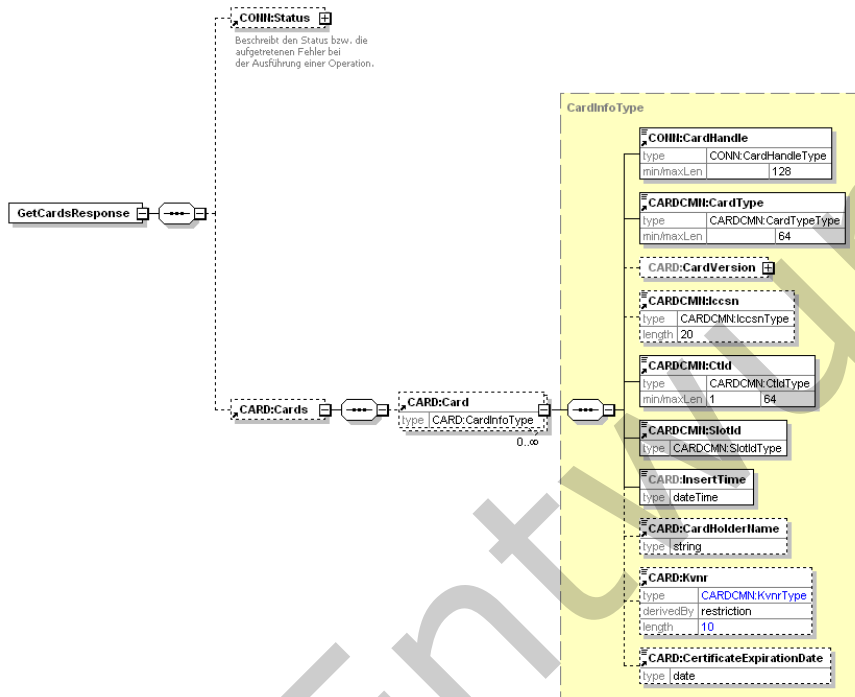 CONN:Status
Beschreibt den Status bzw. die
aufgetretenen Fehler bei
der Ausführung einer Operation.
GetCardsResponse
CARD:Cards
CARD:Card
type CARD:CardInfoType
0..∞
CardInfoType
CONN:CardHandle
type CONN:CardHandleType
min/maxLen 128
CARDCMN:CardType
type CARDCMN:CardTypeType
min/maxLen 64
CARD:CardVersion
CARDCMN:Iccsn
type CARDCMN:IccsnType
length 20
CARDCMN:CtId
type CARDCMN:CtIdType
min/maxLen 1 64
CARDCMN:SlotId
type CARDCMN:SlotIdType
CARD:InsertTime
type dateTime
CARD:CardHolderName
type string
CARD:Kvnr
type CARDCMN:KvnrType
derivedBy restriction
length 10
CARD:CertificateExpirationDate
type date
Entwu